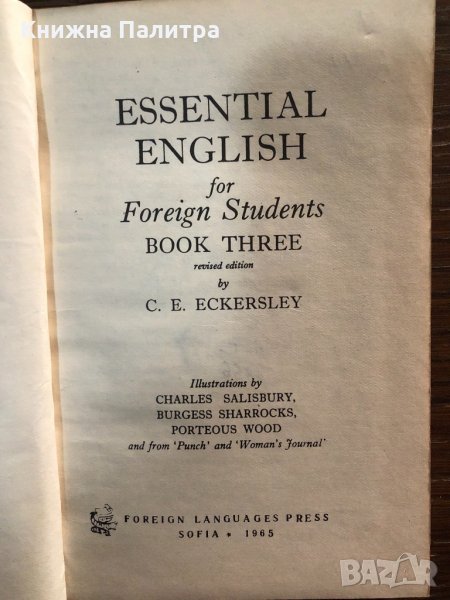 Книжна Палитра
ESSENTIAL
ENGLISH
for
Foreign Students
BOOK THREE
revised edition
by
C. E. ECKERSLEY
Illustrations by
CHARLES SALISBURY,
BURGESS SHARROCKS,
PORTEOUS WOOD
and from 'Punch' and 'Woman's Journal'
FOREIGN LANGUAGES PRESS
SOFIA * 1965
BAZAR